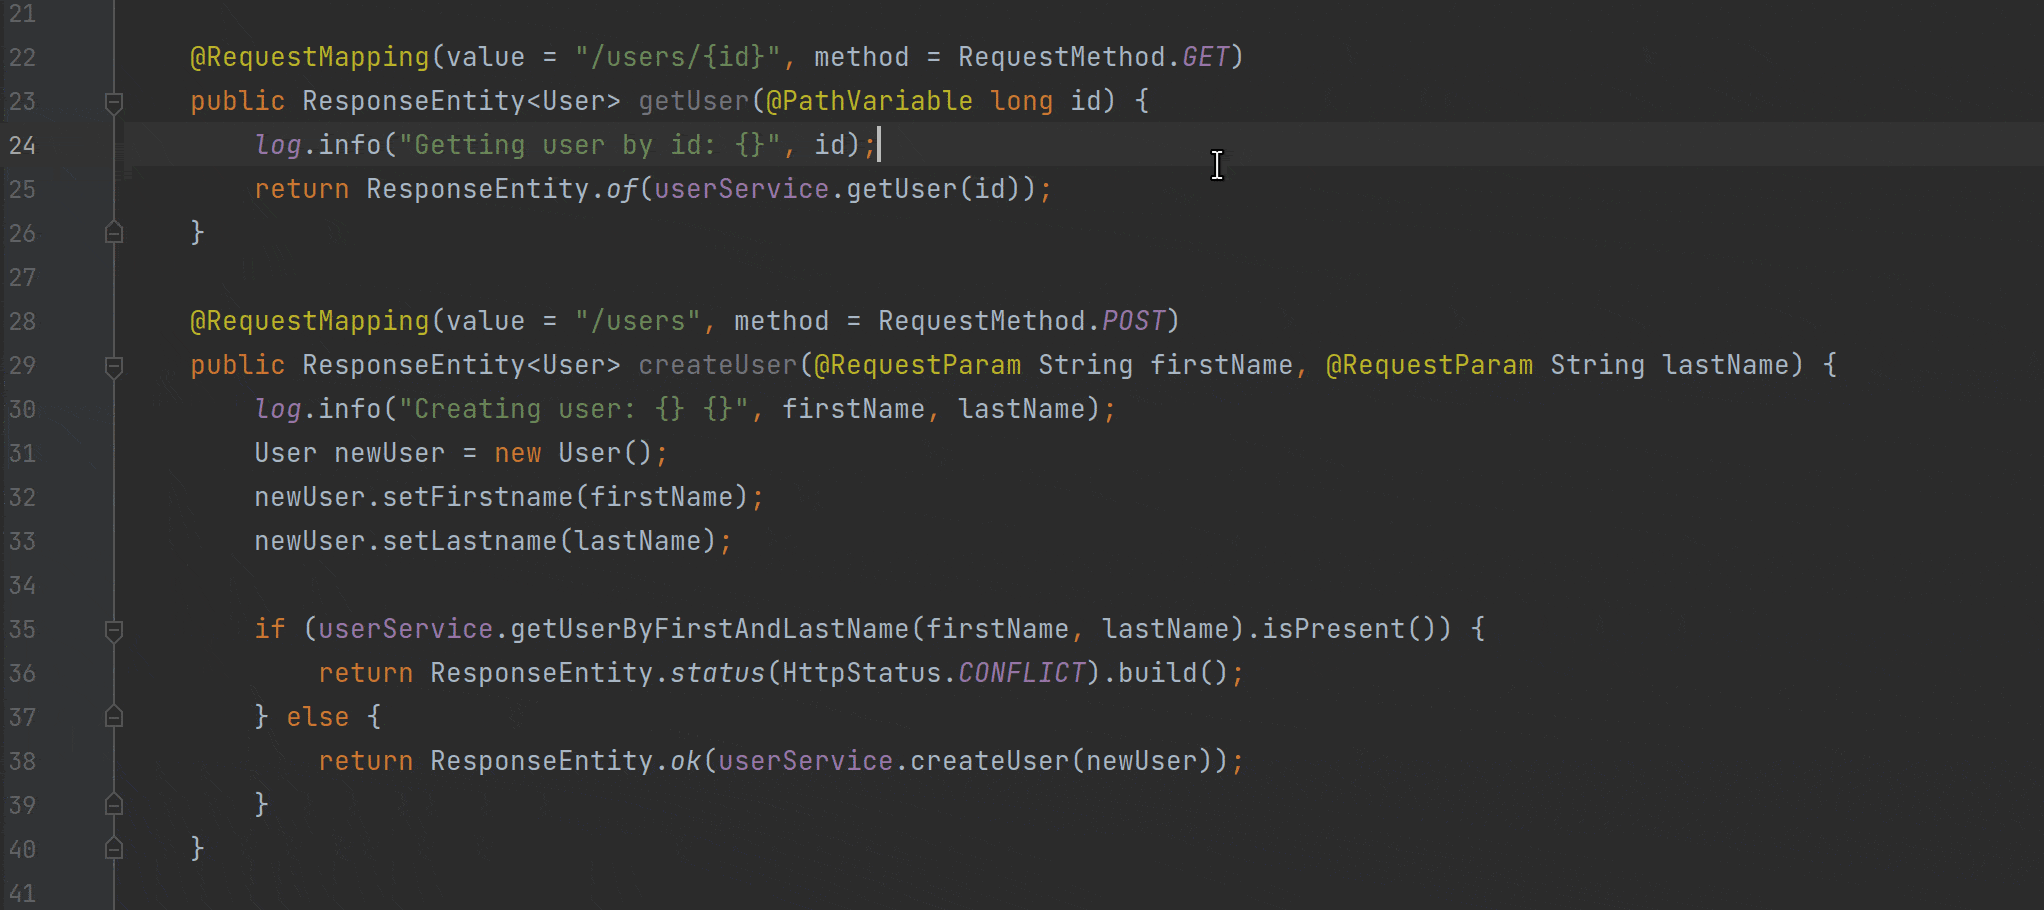 21
22 @RequestMapping(value = "/users/{id}", method = RequestMethod.GET)
23 public ResponseEntity<User> getUser(@PathVariable long id) {
24 log.info("Getting user by id: {}", id);
25 return ResponseEntity.of(userService.getUser(id));
26 }
27
28 @RequestMapping(value = "/users", method = RequestMethod.POST)
29 public ResponseEntity<User> createUser(@RequestParam String firstName, @RequestParam String lastName) {
30 log.info("Creating user: {} {}", firstName, lastName);
31 User newUser = new User();
32 newUser.setFirstname(firstName);
33 newUser.setLastname(lastName);
34
35 if (userService.getUserByFirstAndLastName(firstName, lastName).isPresent()) {
36 return ResponseEntity.status(HttpStatus.CONFLICT).build();
37 } else {
38 return ResponseEntity.ok(userService.createUser(newUser));
39 }
40 }
41